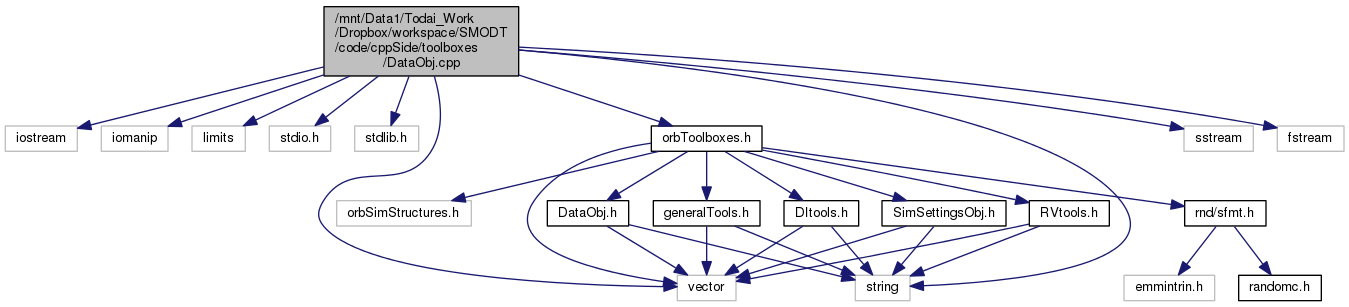 /mnt/Data1/Todai_Work
/Dropbox/workspace/SMODT
/code/cppSide/toolboxes
/DataObj.cpp
iostream
iomanip
limits
stdio.h
stdlib.h
orbToolboxes.h
sstream
fstream
orbSimStructures.h
DataObj.h
generalTools.h
DItools.h
SimSettingsObj.h
RVtools.h
rnd/sfmt.h
vector
string
emmintrin.h
randomc.h